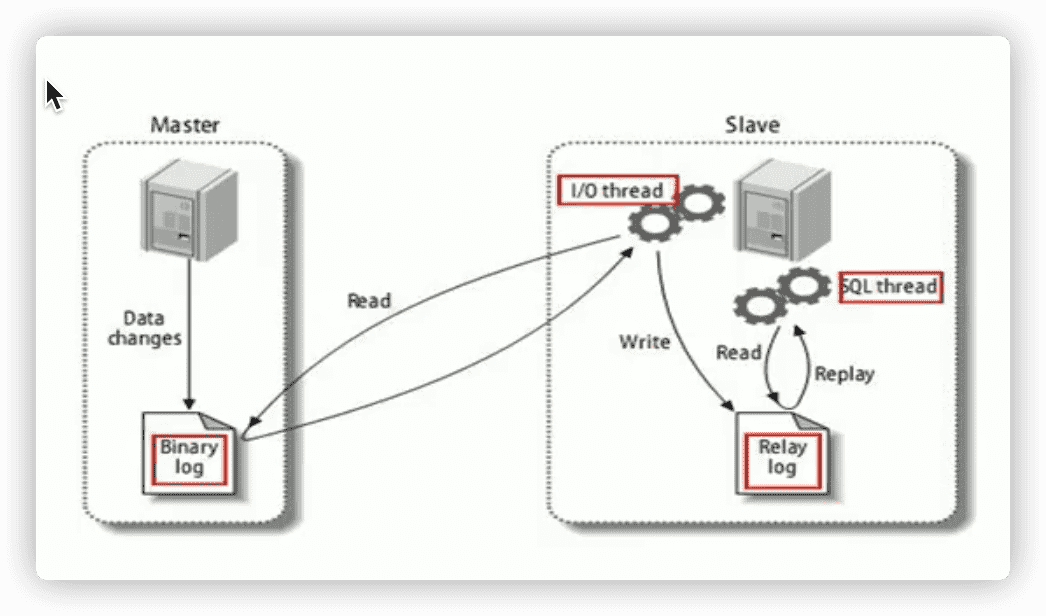 Master
Slave
I/O thread
SQL thread
Read
Data
changes
Write
Read
Replay
Binary
log
Relay
log